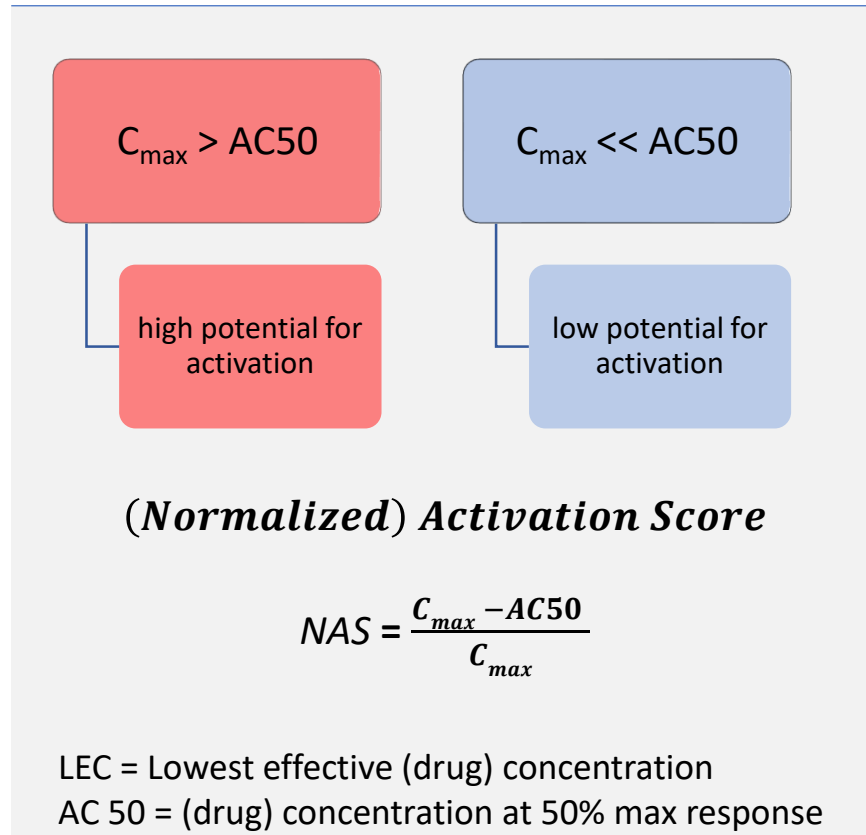 Cmax > AC50
Cmax << AC50
high potential for
activation
low potential for
activation
(Normalized) Activation Score
NAS = (Cmax − AC50) / Cmax
LEC = Lowest effective (drug) concentration
AC 50 = (drug) concentration at 50% max response